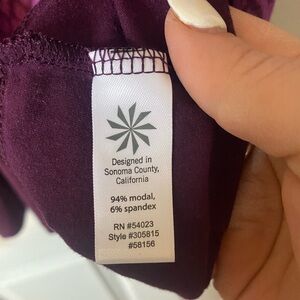 Designed in
Sonoma County,
California
94% modal,
6% spandex
RN #54023
Style #305815
#58156